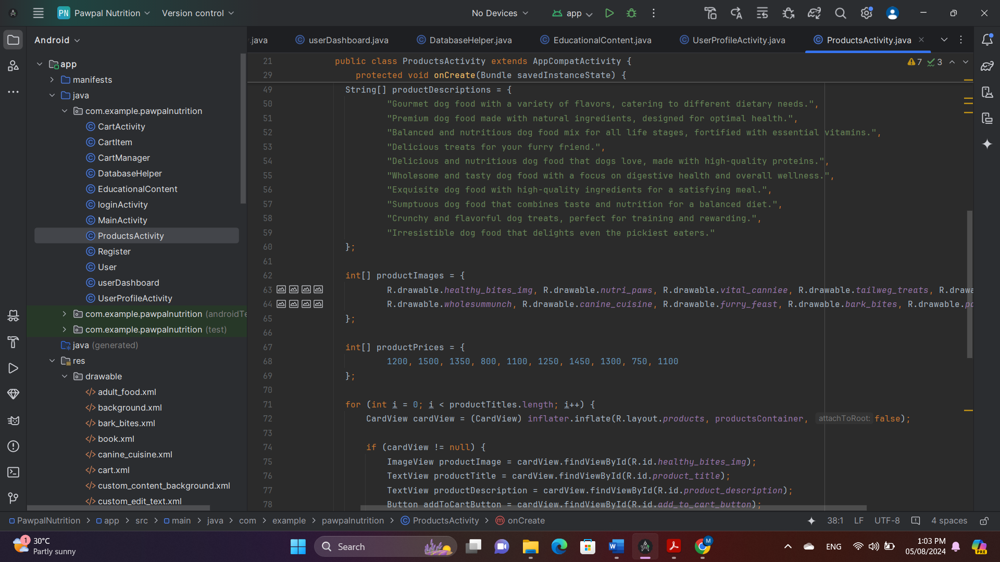 PN Pawpal Nutrition Version control No Devices app
Android
.java userDashboard.java DatabaseHelper.java EducationalContent.java UserProfileActivity.java ProductsActivity.java
app
manifests
java
com.example.pawpalnutrition
CartActivity
CartItem
CartManager
DatabaseHelper
EducationalContent
loginActivity
MainActivity
ProductsActivity
Register
User
userDashboard
UserProfileActivity
com.example.pawpalnutrition (androidTe
com.example.pawpalnutrition (test)
java (generated)
res
drawable
adult_food.xml
background.xml
bark_bites.xml
book.xml
canine_cuisine.xml
cart.xml
custom_content_background.xml
custom_edit_text.xml
7 3
21 public class ProductsActivity extends AppCompatActivity {
29 protected void onCreate(Bundle savedInstanceState) {
49 String[] productDescriptions = {
50 "Gourmet dog food with a variety of flavors, catering to different dietary needs.",
51 "Premium dog food made with natural ingredients, designed for optimal health.",
52 "Balanced and nutritious dog food mix for all life stages, fortified with essential vitamins.",
53 "Delicious treats for your furry friend.",
54 "Delicious and nutritious dog food that dogs love, made with high-quality proteins.",
55 "Wholesome and tasty dog food with a focus on digestive health and overall wellness.",
56 "Exquisite dog food with high-quality ingredients for a satisfying meal.",
57 "Sumptuous dog food that combines taste and nutrition for a balanced diet.",
58 "Crunchy and flavorful dog treats, perfect for training and rewarding.",
59 "Irresistible dog food that delights even the pickiest eaters."
60 };
61
62 int[] productImages = {
63 R.drawable.healthy_bites_img, R.drawable.nutri_paws, R.drawable.vital_canniee, R.drawable.tailweg_treats, R.drawa
64 R.drawable.wholesummunch, R.drawable.canine_cuisine, R.drawable.furry_feast, R.drawable.bark_bites, R.drawable.pa
65 };
66
67 int[] productPrices = {
68 1200, 1500, 1350, 800, 1100, 1250, 1450, 1300, 750, 1100
69 };
70
71 for (int i = 0; i < productTitles.length; i++) {
72 CardView cardView = (CardView) inflater.inflate(R.layout.products, productsContainer, attachToRoot: false);
73
74 if (cardView != null) {
75 ImageView productImage = cardView.findViewById(R.id.healthy_bites_img);
76 TextView productTitle = cardView.findViewById(R.id.product_title);
77 TextView productDescription = cardView.findViewById(R.id.product_description);
78 Button addToCartButton = cardView.findViewById(R.id.add_to_cart_button);
PawpalNutrition > app > src > main > java > com > example > pawpalnutrition > ProductsActivity > onCreate 38:1 LF UTF-8 4 spaces
1 30°C
Partly sunny
Search
ENG
1:03 PM
05/08/2024
PRE